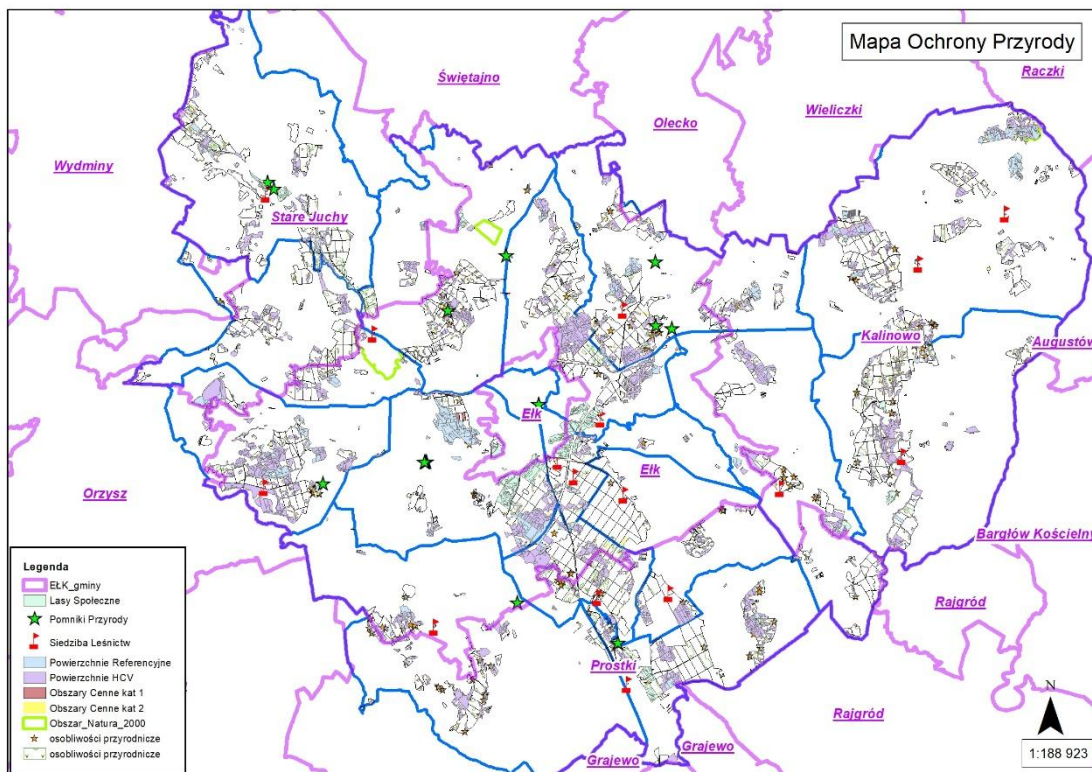 Mapa Ochrony Przyrody
Raczki
Świętajno
Olecko
Wieliczki
Wydminy
Stare Juchy
Kalinowo
Augustów
Ełk
Ełk
Orzysz
Bargłów Kościelny
Rajgród
Prostki
Rajgród
Grajewo
Grajewo
Legenda
EŁK_gminy
Lasy Społeczne
Pomniki Przyrody
Siedziba Leśnictw
Powierzchnie Referencyjne
Powierzchnie HCV
Obszary Cenne kat 1
Obszary Cenne kat 2
Obszar_Natura_2000
osobliwości przyrodnicze
osobliwości przyrodnicze
N
1:188 923